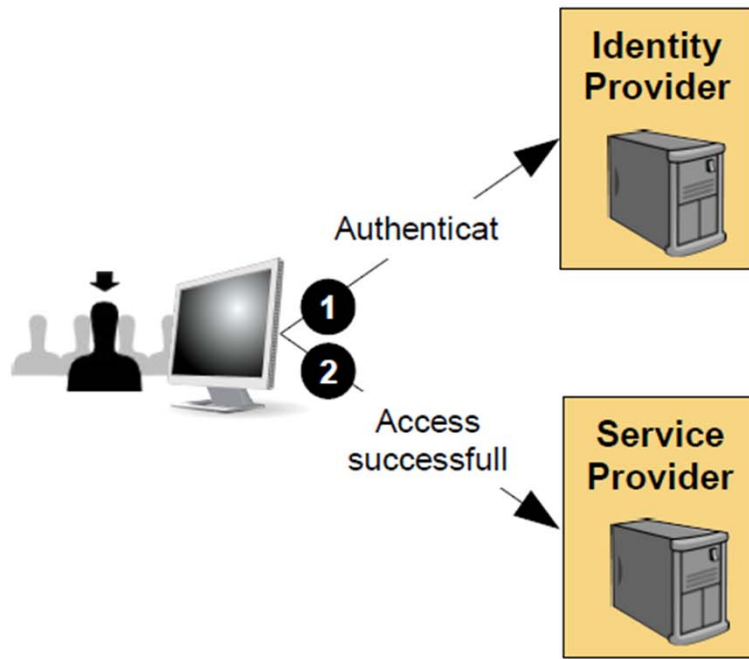 Identity
Provider
Authenticat
1
2
Access
successfull
Service
Provider